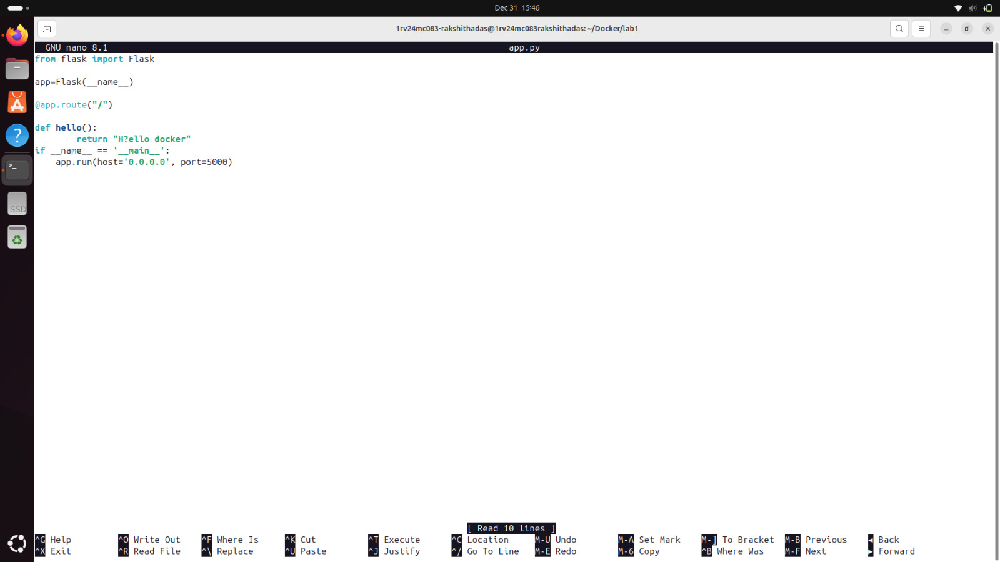 Dec 31 15:46
1rv24mc083-rakshithadas@1rv24mc083rakshithadas: ~/Docker/lab1
GNU nano 8.1 app.py
from flask import Flask
app=Flask(__name__)
@app.route("/")
def hello():
return "H?ello docker"
if __name__ == '__main__':
app.run(host='0.0.0.0', port=5000)
>_
SSD
[ Read 10 lines ]
^G Help ^O Write Out ^F Where Is ^K Cut ^T Execute ^C Location M-U Undo M-A Set Mark M-] To Bracket M-B Previous ◂ Back
^X Exit ^R Read File ^\ Replace ^U Paste ^J Justify ^/ Go To Line M-E Redo M-6 Copy ^B Where Was M-F Next ▸ Forward